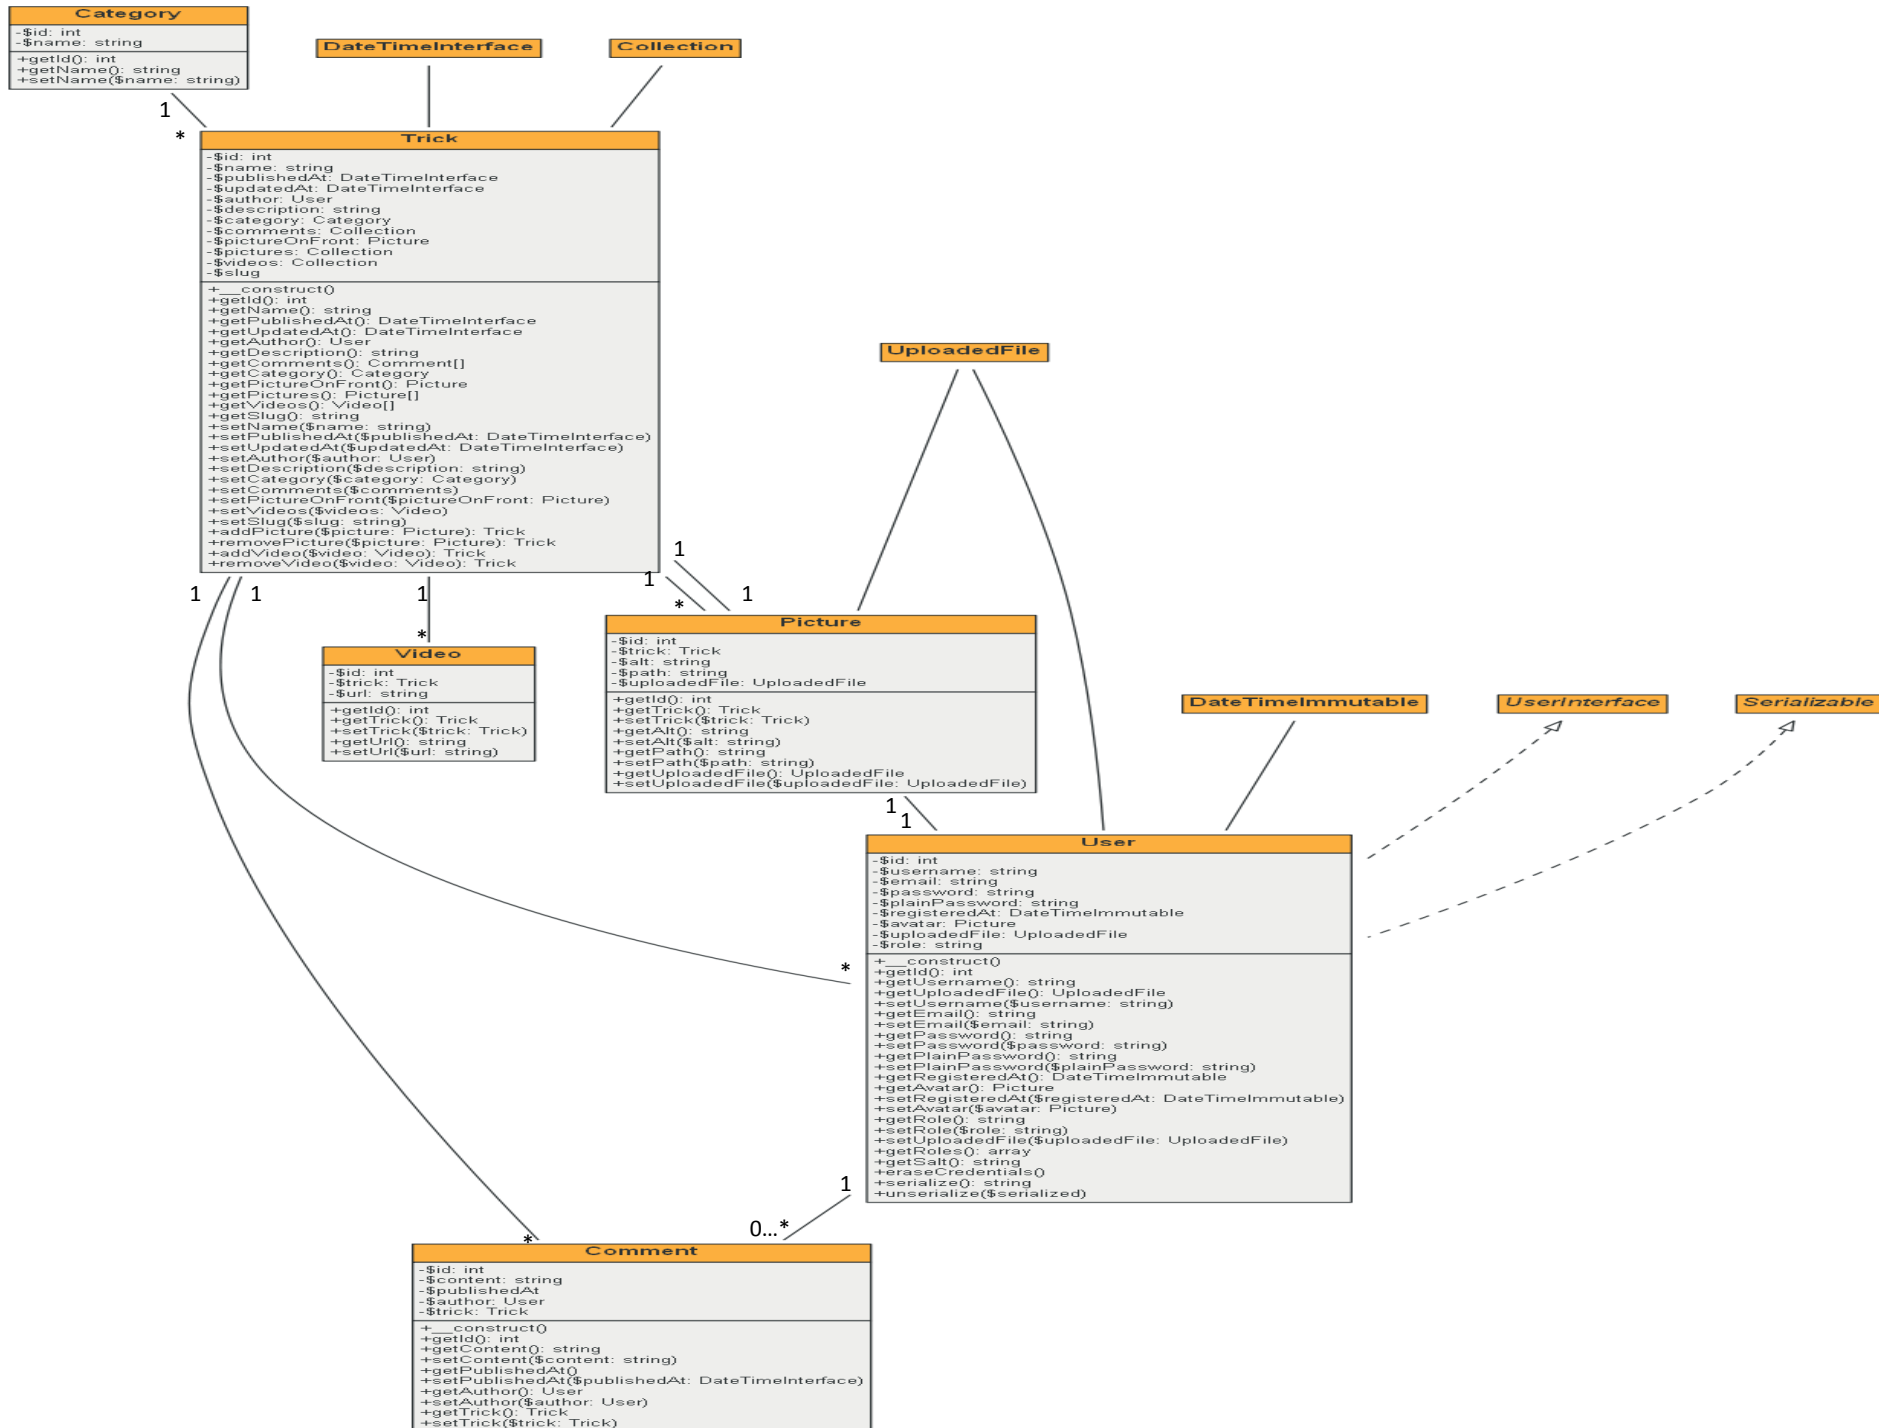 Category
-$id: int
-$name: string
+getId(): int
+getName(): string
+setName($name: string)
DateTimeInterface
Collection
1
*
Trick
-$id: int
-$name: string
-$publishedAt: DateTimeInterface
-$updatedAt: DateTimeInterface
-$author: User
-$description: string
-$category: Category
-$comments: Collection
-$pictureOnFront: Picture
-$pictures: Collection
-$videos: Collection
-$slug
+__construct()
+getId(): int
+getName(): string
+getPublishedAt(): DateTimeInterface
+getUpdatedAt(): DateTimeInterface
+getAuthor(): User
+getDescription(): string
+getComments(): Comment[]
+getCategory(): Category
+getPictureOnFront(): Picture
+getPictures(): Picture[]
+getVideos(): Video[]
+getSlug(): string
+setName($name: string)
+setPublishedAt($publishedAt: DateTimeInterface)
+setUpdatedAt($updatedAt: DateTimeInterface)
+setAuthor($author: User)
+setDescription($description: string)
+setCategory($category: Category)
+setComments($comments)
+setPictureOnFront($pictureOnFront: Picture)
+setVideos($videos: Video)
+setSlug($slug: string)
+addPicture($picture: Picture): Trick
+removePicture($picture: Picture): Trick
+addVideo($video: Video): Trick
+removeVideo($video: Video): Trick
UploadedFile
1
1
1
1
1
1
*
*
Video
-$id: int
-$trick: Trick
-$url: string
+getId(): int
+getTrick(): Trick
+setTrick($trick: Trick)
+getUrl(): string
+setUrl($url: string)
Picture
-$id: int
-$trick: Trick
-$alt: string
-$path: string
-$uploadedFile: UploadedFile
+getId(): int
+getTrick(): Trick
+setTrick($trick: Trick)
+getAlt(): string
+setAlt($alt: string)
+getPath(): string
+setPath($path: string)
+getUploadedFile(): UploadedFile
+setUploadedFile($uploadedFile: UploadedFile)
DateTimeImmutable
UserInterface
Serializable
1
1
User
-$id: int
-$username: string
-$email: string
-$password: string
-$plainPassword: string
-$registeredAt: DateTimeImmutable
-$avatar: Picture
-$uploadedFile: UploadedFile
-$role: string
+__construct()
+getId(): int
+getUsername(): string
+getUploadedFile(): UploadedFile
+setUsername($username: string)
+getEmail(): string
+setEmail($email: string)
+getPassword(): string
+setPassword($password: string)
+getPlainPassword(): string
+setPlainPassword($plainPassword: string)
+getRegisteredAt(): DateTimeImmutable
+getAvatar(): Picture
+setRegisteredAt($registeredAt: DateTimeImmutable)
+setAvatar($avatar: Picture)
+getRole(): string
+setRole($role: string)
+setUploadedFile($uploadedFile: UploadedFile)
+getRoles(): array
+getSalt(): string
+eraseCredentials()
+serialize(): string
+unserialize($serialized)
*
1
0...*
*
Comment
-$id: int
-$content: string
-$publishedAt
-$author: User
-$trick: Trick
+__construct()
+getId(): int
+getContent(): string
+setContent($content: string)
+getPublishedAt()
+setPublishedAt($publishedAt: DateTimeInterface)
+getAuthor(): User
+setAuthor($author: User)
+getTrick(): Trick
+setTrick($trick: Trick)